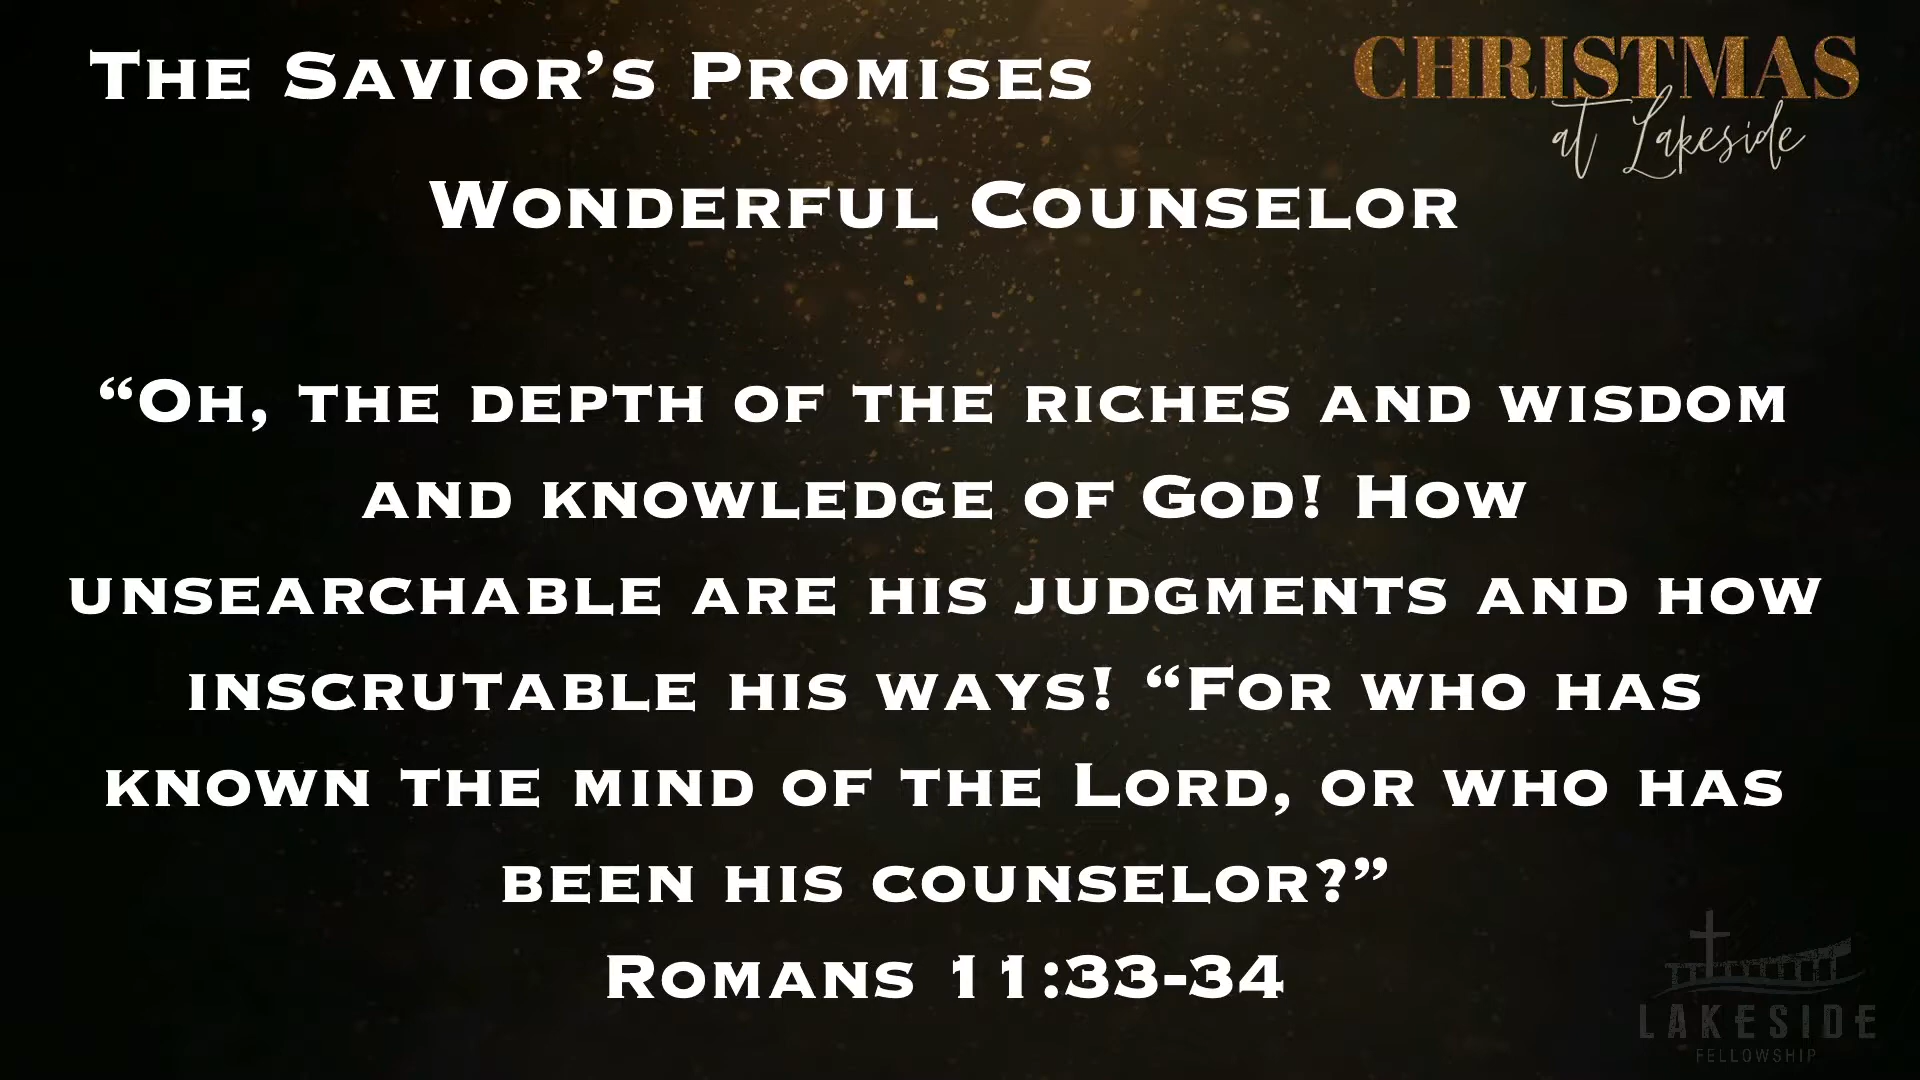 The Savior’s Promises
CHRISTMAS
at Lakeside
Wonderful Counselor
“Oh, the depth of the riches and wisdom
and knowledge of God! How
unsearchable are his judgments and how
inscrutable his ways! “For who has
known the mind of the Lord, or who has
been his counselor?”
Romans 11:33-34
LAKESIDE
FELLOWSHIP